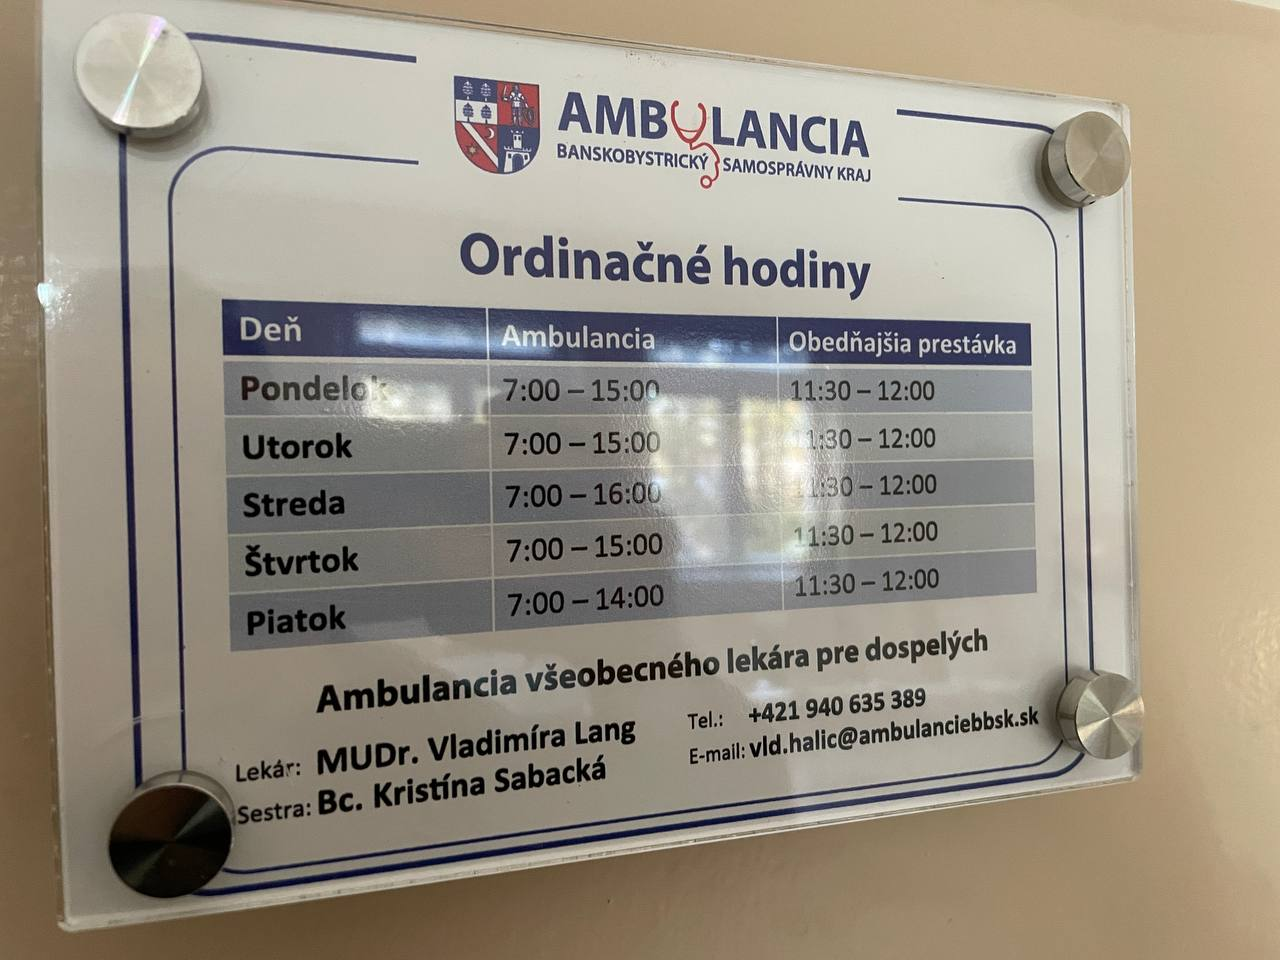 AMBULANCIA
BANSKOBYSTRICKÝ SAMOSPRÁVNY KRAJ
Ordinačné hodiny
Deň Ambulancia Obedňajšia prestávka
Pondelok 7:00 – 15:00 11:30 – 12:00
Utorok 7:00 – 15:00 11:30 – 12:00
Streda 7:00 – 16:00 11:30 – 12:00
Štvrtok 7:00 – 15:00 11:30 – 12:00
Piatok 7:00 – 14:00 11:30 – 12:00
Ambulancia všeobecného lekára pre dospelých
Lekár: MUDr. Vladimíra Lang
Sestra: Bc. Kristína Sabacká
Tel.: +421 940 635 389
E-mail: vld.halic@ambulanciebbsk.sk